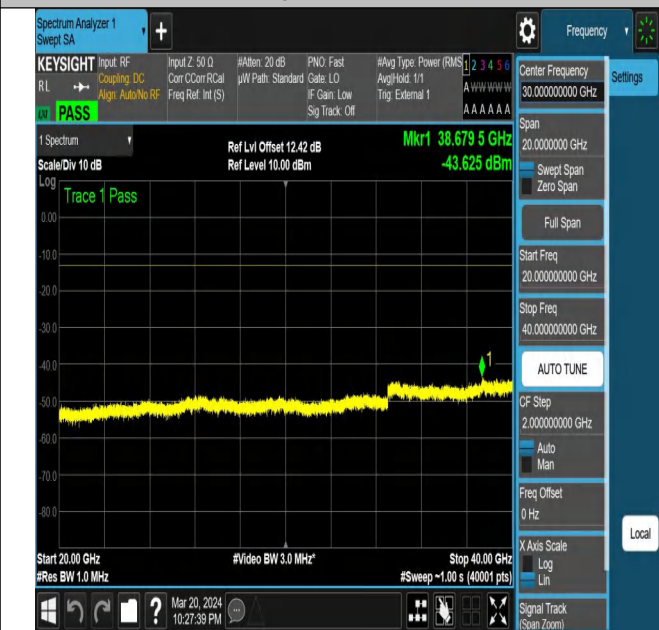 Spectrum Analyzer 1
Swept SA
Frequency
KEYSIGHT
RL
PASS
Input: RF
Coupling: DC
Align: Auto/No RF
Input Z: 50 Ω
Corr CCorr RCal
Freq Ref: Int (S)
#Atten: 20 dB
µW Path: Standard
PNO: Fast
Gate: LO
IF Gain: Low
Sig Track: Off
#Avg Type: Power (RMS
Avg|Hold: 1/1
Trig: External 1
1 2 3 4 5 6
A W W W W W
A A A A A A
1 Spectrum
Scale/Div 10 dB
Ref Lvl Offset 12.42 dB
Ref Level 10.00 dBm
Mkr1 38.679 5 GHz
-43.625 dBm
Log
Trace 1 Pass
0.00
-10.0
-20.0
-30.0
-40.0
-50.0
-60.0
-70.0
-80.0
1
Start 20.00 GHz
#Res BW 1.0 MHz
#Video BW 3.0 MHz*
Stop 40.00 GHz
#Sweep ~1.00 s (40001 pts)
Mar 20, 2024
10:27:39 PM
Center Frequency
30.000000000 GHz
Settings
Span
20.0000000 GHz
Swept Span
Zero Span
Full Span
Start Freq
20.000000000 GHz
Stop Freq
40.000000000 GHz
AUTO TUNE
CF Step
2.000000000 GHz
Auto
Man
Freq Offset
0 Hz
X Axis Scale
Log
Lin
Local
Signal Track
(Span Zoom)